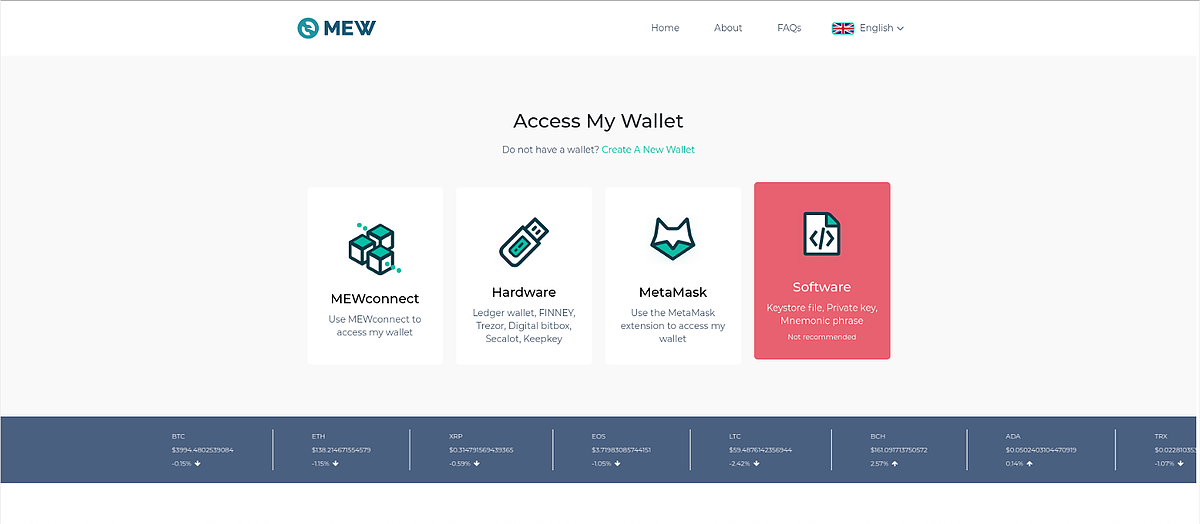 MEW
Home About FAQs English
Access My Wallet
Do not have a wallet? Create A New Wallet
MEWconnect
Use MEWconnect to
access my wallet
Hardware
Ledger wallet, FINNEY,
Trezor, Digital bitbox,
Secalot, Keepkey
MetaMask
Use the MetaMask
extension to access my
wallet
Software
Keystore file, Private key,
Mnemonic phrase
Not recommended
BTC
$3994.4802539084
-0.15%
ETH
$138.214671554579
-1.15%
XRP
$0.314791569439365
-0.59%
EOS
$3.71983085744151
-1.05%
LTC
$59.4876142356944
-2.42%
BCH
$161.091713750572
2.57%
ADA
$0.0502403104470919
0.14%
TRX
-1.07%